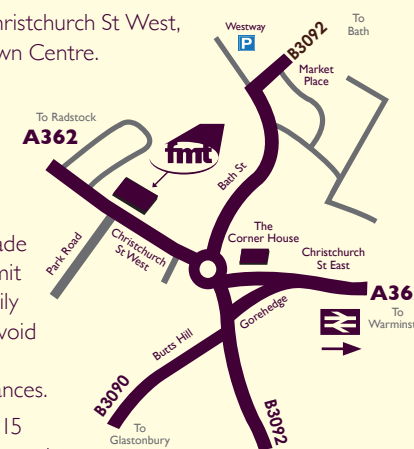 hristchurch St West,
own Centre.
ade
mit
ily
void
ances.
15
Westway
P
B3092
To
Bath
Market
Place
To Radstock
A362
fmt
Bath St
Park Road
Christchurch
St West
The
Corner House
Christchurch
St East
A36
To
Warminst
Gorehedge
Butts Hill
B3090
To
Glastonbury
B3092